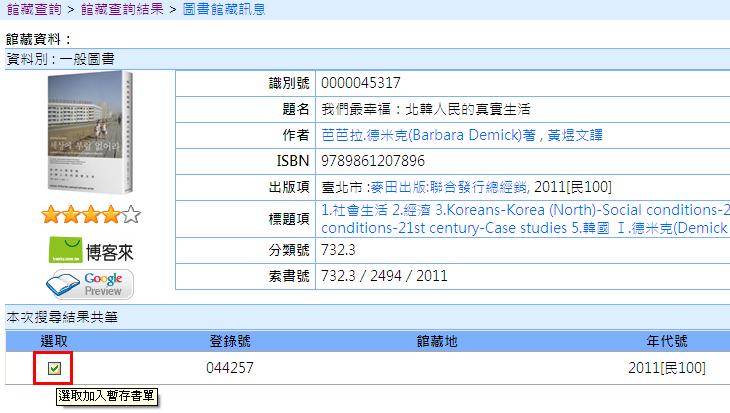 館藏查詢 > 館藏查詢結果 > 圖書館藏訊息
館藏資料：
資料別 : 一般圖書
識別號 0000045317
題名 我們最幸福：北韓人民的真實生活
作者 芭芭拉.德米克(Barbara Demick)著 , 黃煜文譯
ISBN 9789861207896
出版項 臺北市 :麥田出版:聯合發行總經銷, 2011[民100]
標題項 1.社會生活 2.經濟 3.Koreans-Korea (North)-Social conditions-2
conditions-21st century-Case studies 5.韓國 Ｉ.德米克(Demick
分類號 732.3
索書號 732.3 / 2494 / 2011
세상에 부럼 없어라
博客來
Google
Preview
本次搜尋結果共筆
選取 登錄號 館藏地 年代號
044257 2011[民100]
選取加入暫存書單